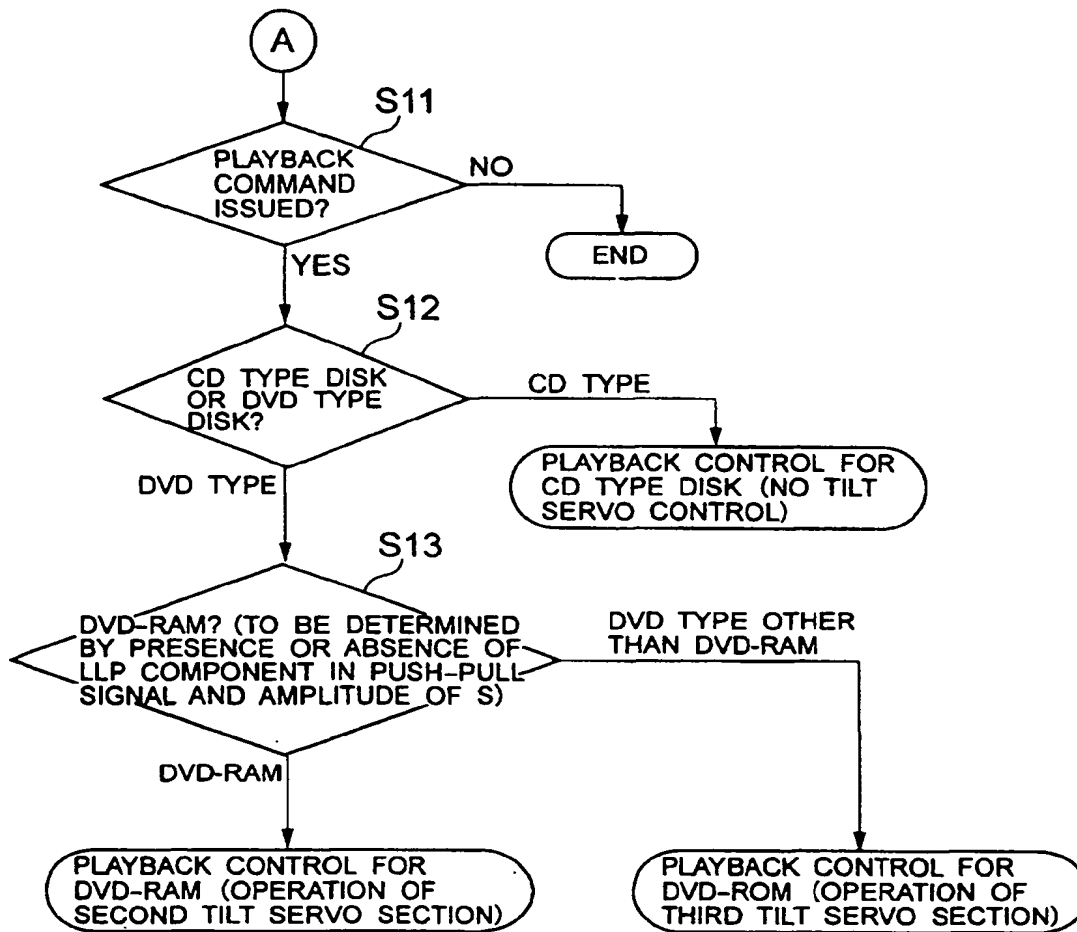 A
S11
PLAYBACK
COMMAND
ISSUED?
NO
END
YES
S12
CD TYPE DISK
OR DVD TYPE
DISK?
CD TYPE
PLAYBACK CONTROL FOR
CD TYPE DISK (NO TILT
SERVO CONTROL)
DVD TYPE
S13
DVD-RAM? (TO BE DETERMINED
BY PRESENCE OR ABSENCE OF
LLP COMPONENT IN PUSH-PULL
SIGNAL AND AMPLITUDE OF S)
DVD TYPE OTHER
THAN DVD-RAM
DVD-RAM
PLAYBACK CONTROL FOR
DVD-RAM (OPERATION OF
SECOND TILT SERVO SECTION)
PLAYBACK CONTROL FOR
DVD-ROM (OPERATION OF
THIRD TILT SERVO SECTION)